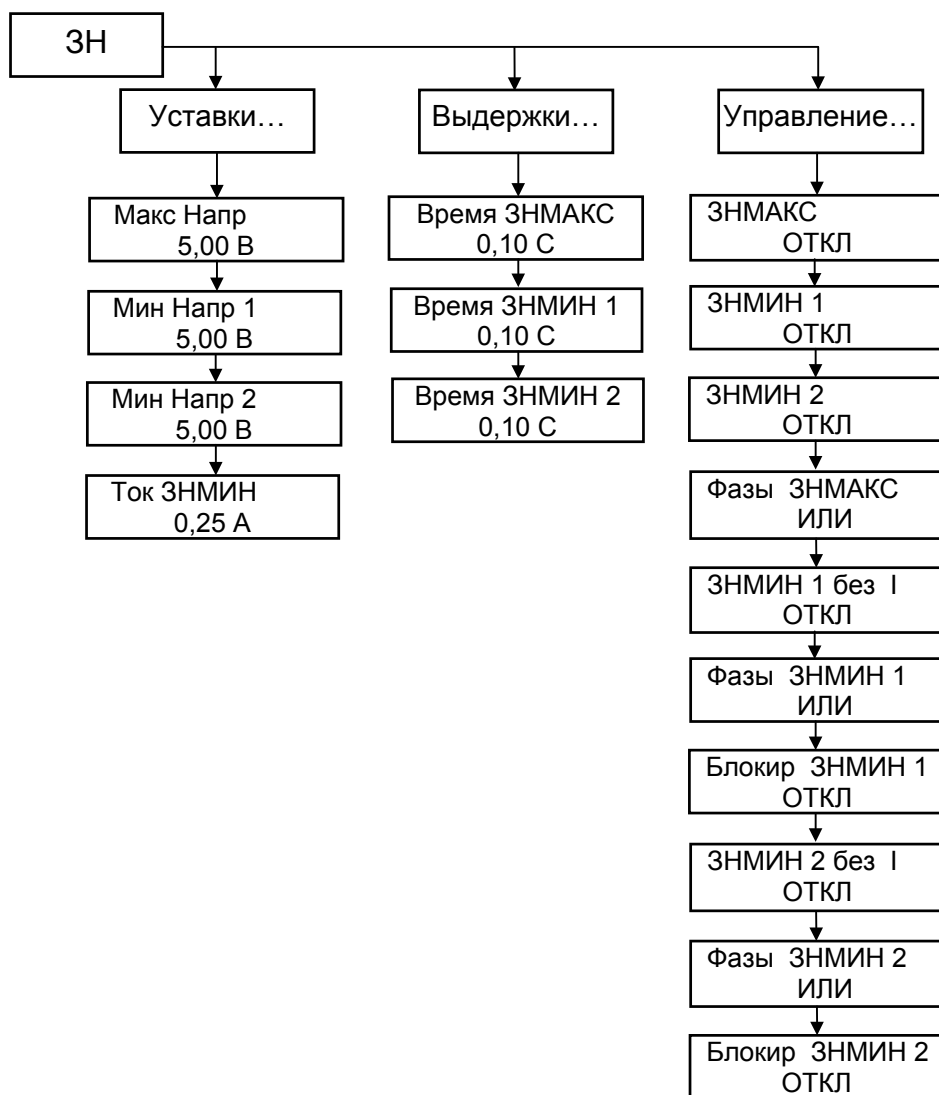 ЗН
Уставки…
Макс Напр
5,00 В
Мин Напр 1
5,00 В
Мин Напр 2
5,00 В
Ток ЗНМИН
0,25 А
Выдержки…
Время ЗНМАКС
0,10 С
Время ЗНМИН 1
0,10 С
Время ЗНМИН 2
0,10 С
Управление…
ЗНМАКС
ОТКЛ
ЗНМИН 1
ОТКЛ
ЗНМИН 2
ОТКЛ
Фазы ЗНМАКС
ИЛИ
ЗНМИН 1 без I
ОТКЛ
Фазы ЗНМИН 1
ИЛИ
Блокир ЗНМИН 1
ОТКЛ
ЗНМИН 2 без I
ОТКЛ
Фазы ЗНМИН 2
ИЛИ
Блокир ЗНМИН 2
ОТКЛ